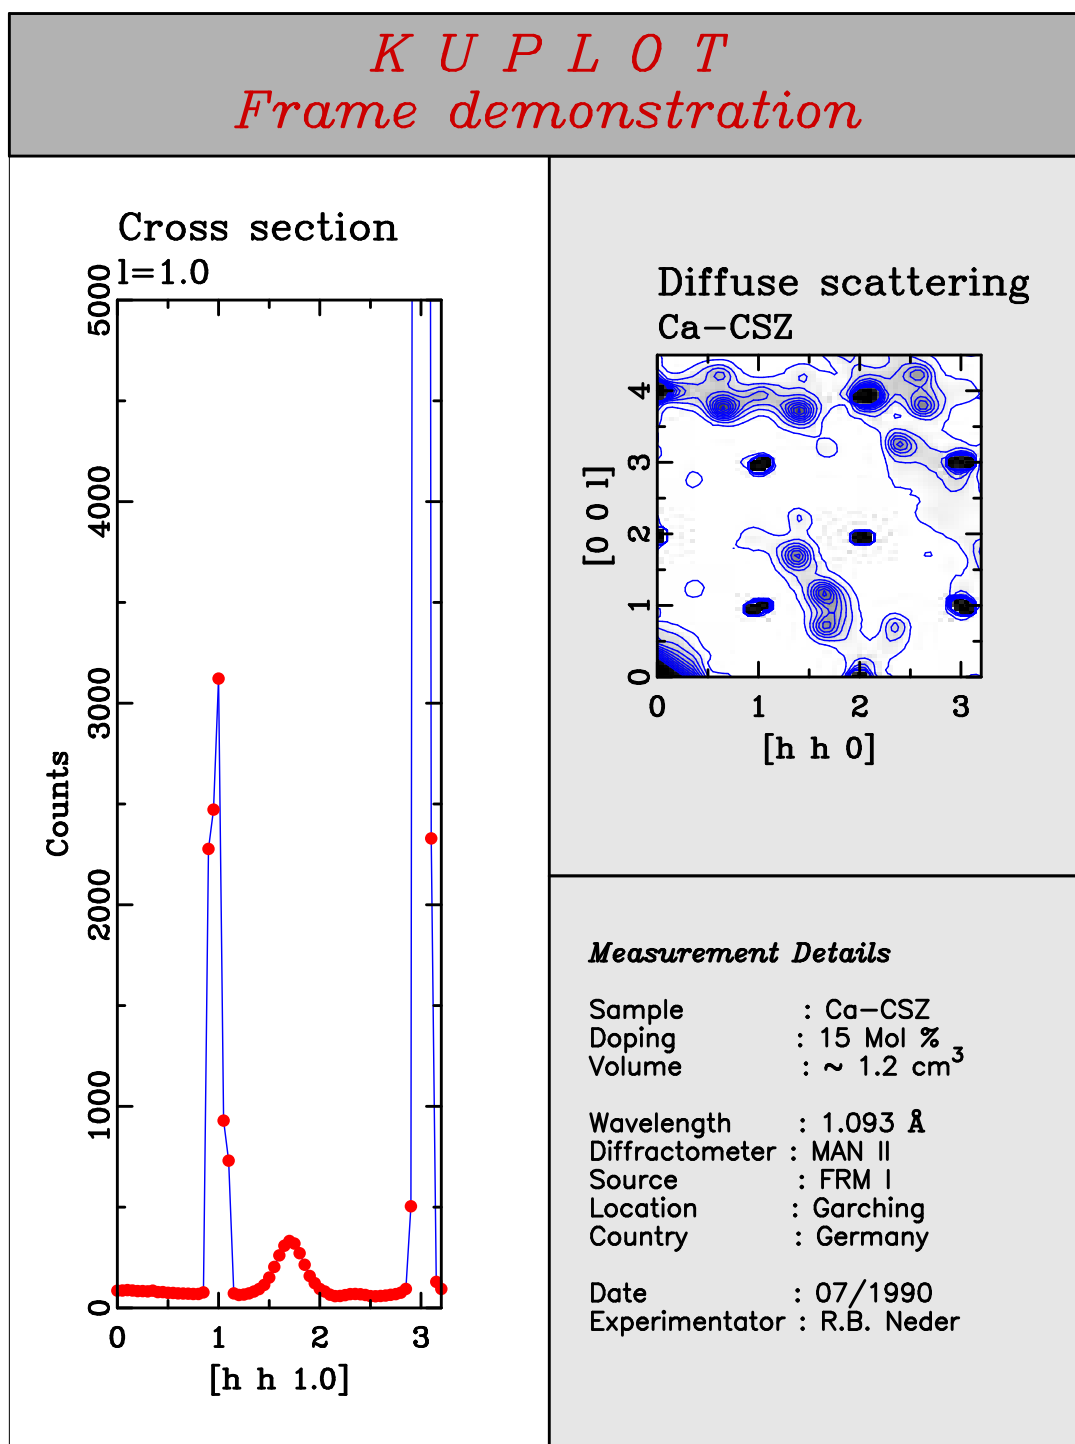 K U P L O T
Frame demonstration
Cross section
l=1.0
5000
4000
3000
2000
1000
0
Counts
0 1 2 3
[h h 1.0]
Diffuse scattering
Ca-CSZ
4
3
2
1
0
[0 0 l]
0 1 2 3
[h h 0]
Measurement Details
Sample : Ca-CSZ
Doping : 15 Mol %
Volume : ~ 1.2 cm³
Wavelength : 1.093 Å
Diffractometer : MAN II
Source : FRM I
Location : Garching
Country : Germany
Date : 07/1990
Experimentator : R.B. Neder